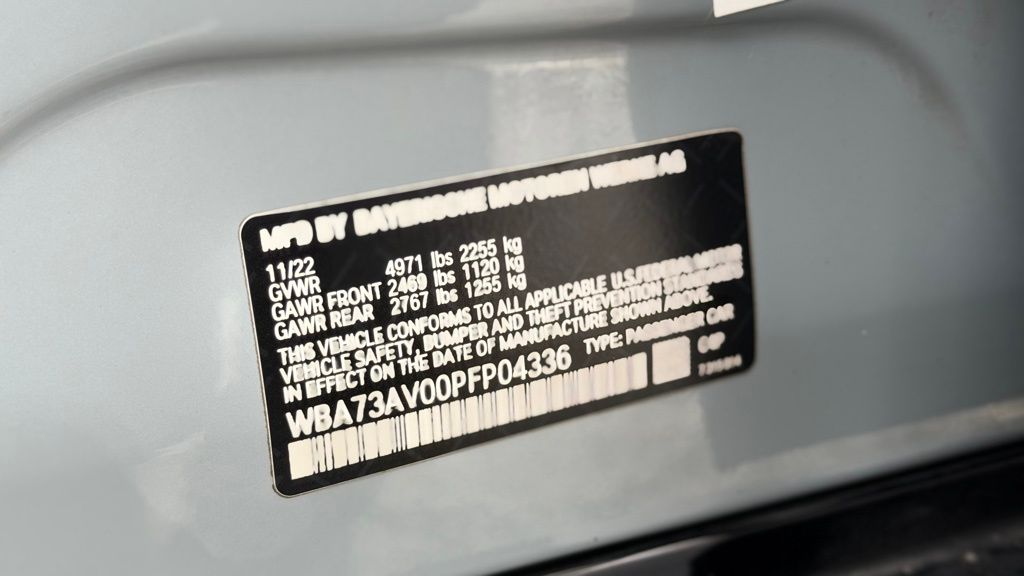 MFD BY BAYERISCHE MOTOREN WERKE AG
11/22
GVWR 4971 lbs 2255 kg
GAWR FRONT 2469 lbs 1120 kg
GAWR REAR 2767 lbs 1255 kg
THIS VEHICLE CONFORMS TO ALL APPLICABLE U.S.FEDERAL MOTOR
VEHICLE SAFETY, BUMPER AND THEFT PREVENTION STANDARDS
IN EFFECT ON THE DATE OF MANUFACTURE SHOWN ABOVE.
WBA73AV00PFP04336 TYPE: PASSENGER CAR
G4P